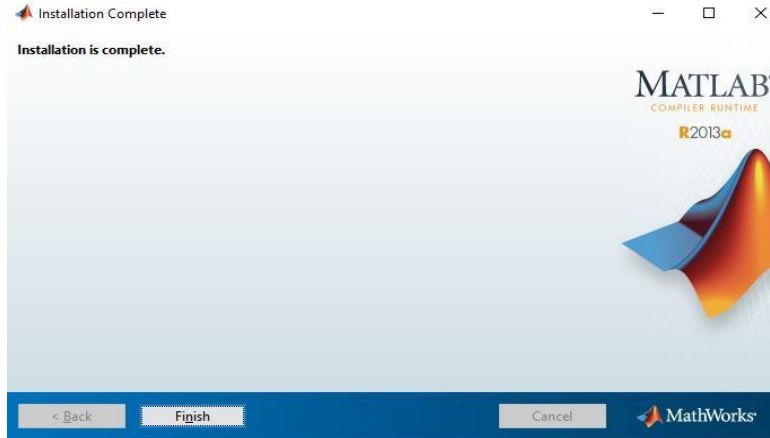 Installation Complete
Installation is complete.
MATLAB
COMPILER RUNTIME
R2013a
< Back
Finish
Cancel
MathWorks